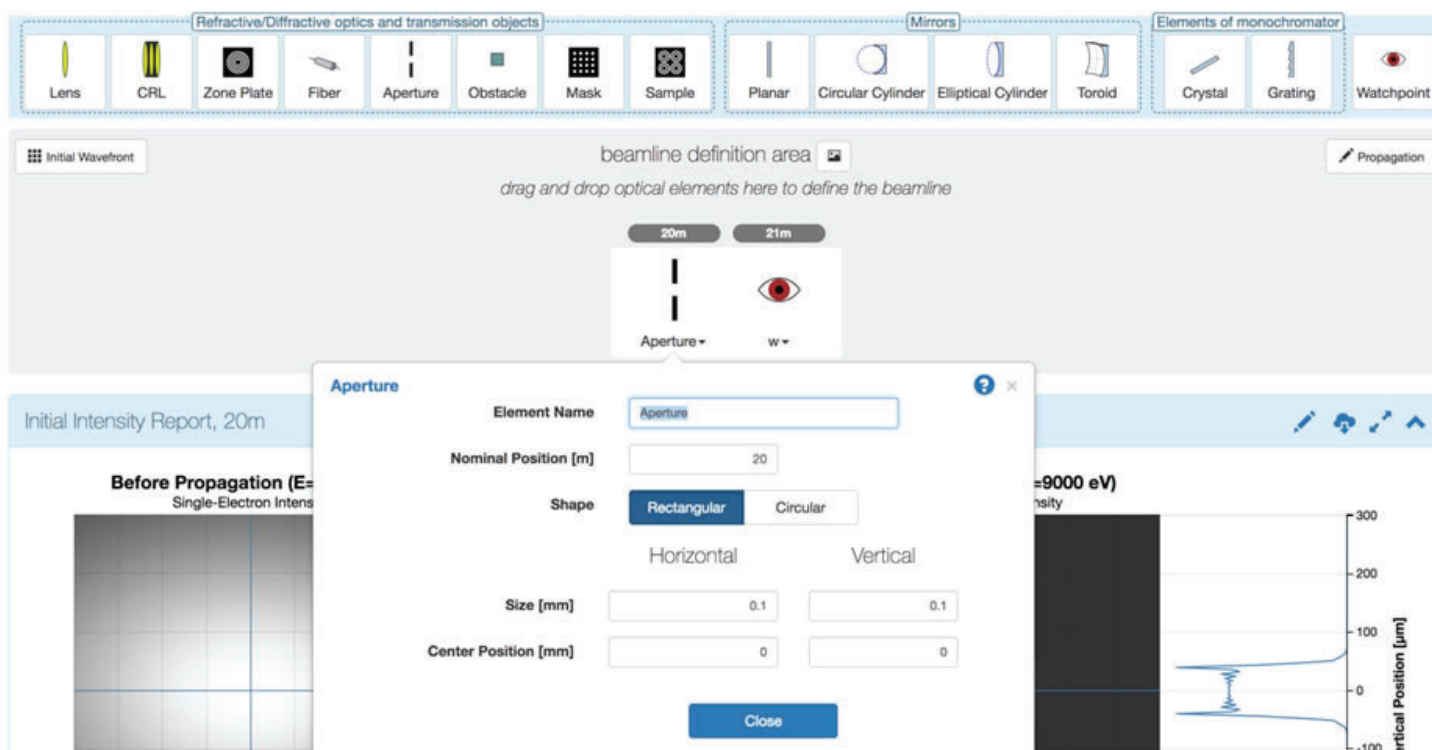 Refractive/Diffractive optics and transmission objects
Mirrors
Elements of monochromator
Lens
CRL
Zone Plate
Fiber
Aperture
Obstacle
Mask
Sample
Planar
Circular Cylinder
Elliptical Cylinder
Toroid
Crystal
Grating
Watchpoint
Initial Wavefront
beamline definition area
Propagation
drag and drop optical elements here to define the beamline
20m
21m
Aperture
w
Aperture
? ×
Element Name
Aperture
Initial Intensity Report, 20m
Nominal Position [m]
20
Before Propagation (E=
=9000 eV)
Single-Electron Intens
nsity
Shape
Rectangular
Circular
Horizontal
Vertical
Size [mm]
0.1
0.1
Center Position [mm]
0
0
Close
300
200
100
0
-100
ertical Position [µm]